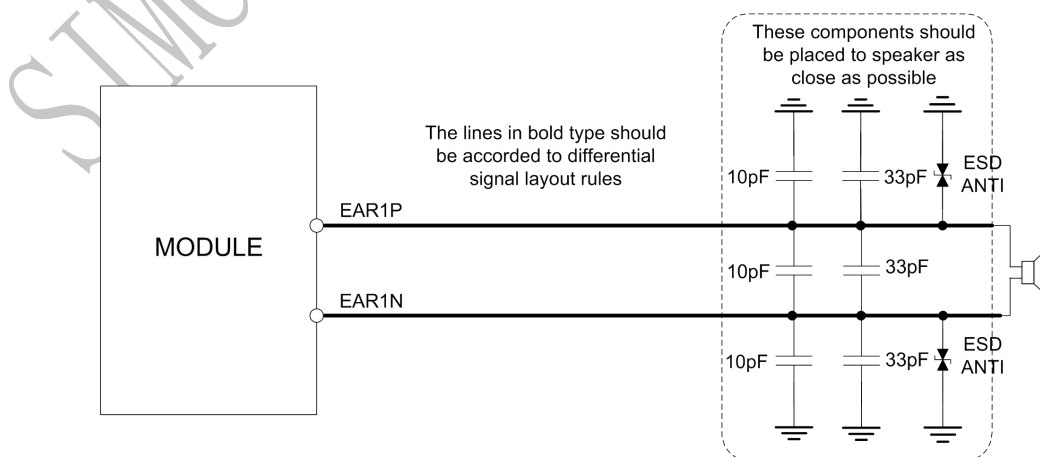 These components should
be placed to speaker as
close as possible
The lines in bold type should
be accorded to differential
signal layout rules
10pF
33pF
ESD
ANTI
EAR1P
MODULE
10pF
33pF
EAR1N
10pF
33pF
ESD
ANTI